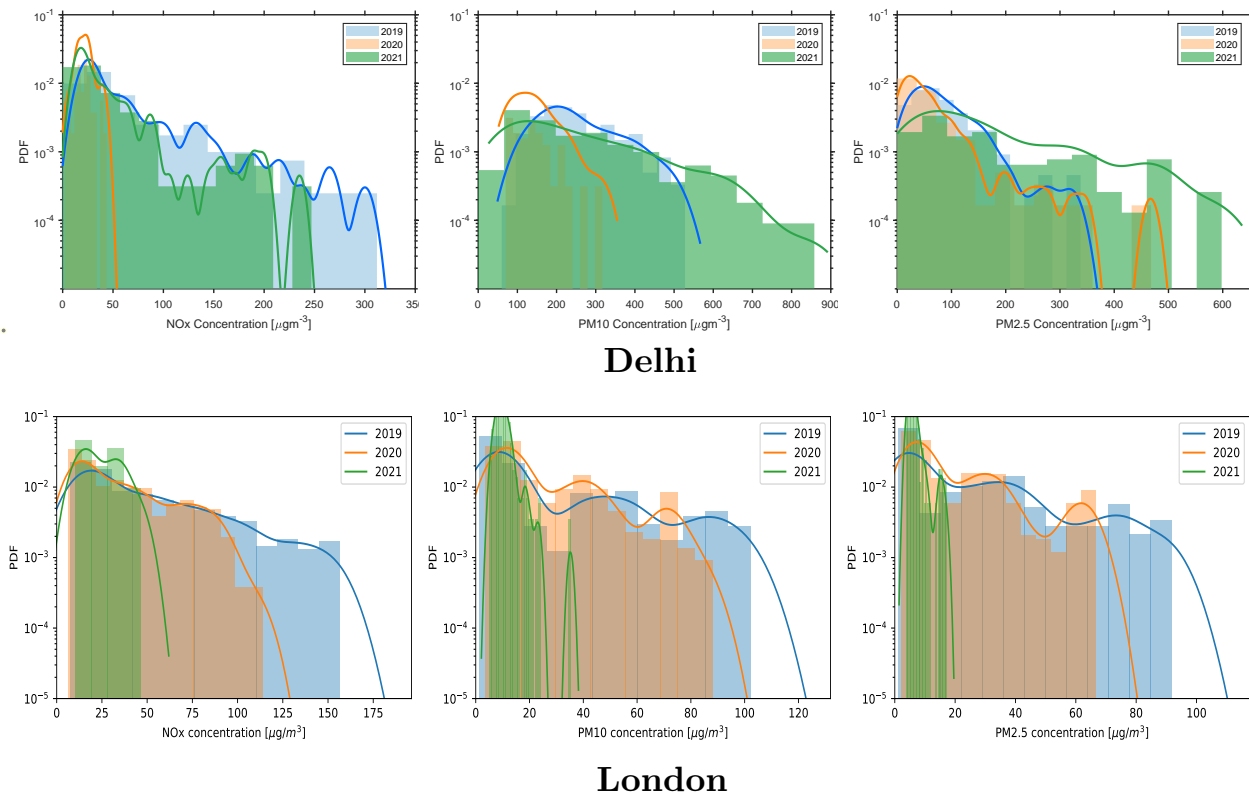 10^-1
10^-2
10^-3
10^-4
PDF
0 50 100 150 200 250 300 35
NOx Concentration [μgm^-3]
2019
2020
2021
10^-1
10^-2
10^-3
10^-4
PDF
0 100 200 300 400 500 600 700 800 900
PM10 Concentration [μgm^-3]
2019
2020
2021
10^-1
10^-2
10^-3
10^-4
PDF
0 100 200 300 400 500 600
PM2.5 Concentration [μgm^-3]
2019
2020
2021
Delhi
10^-1
10^-2
10^-3
10^-4
10^-5
PDF
0 25 50 75 100 125 150 175
NOx concentration [μg/m^3]
2019
2020
2021
10^-1
10^-2
10^-3
10^-4
10^-5
PDF
0 20 40 60 80 100 120
PM10 concentration [μg/m^3]
2019
2020
2021
10^-1
10^-2
10^-3
10^-4
10^-5
PDF
0 20 40 60 80 100
PM2.5 concentration [μg/m^3]
2019
2020
2021
London